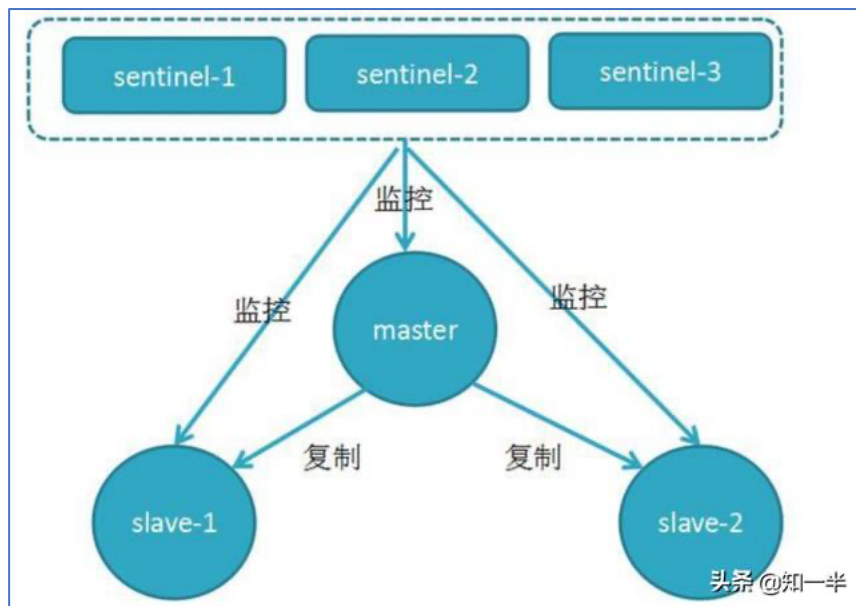 sentinel-1
sentinel-2
sentinel-3
监控
监控
监控
master
复制
复制
slave-1
slave-2
头条 @知一半